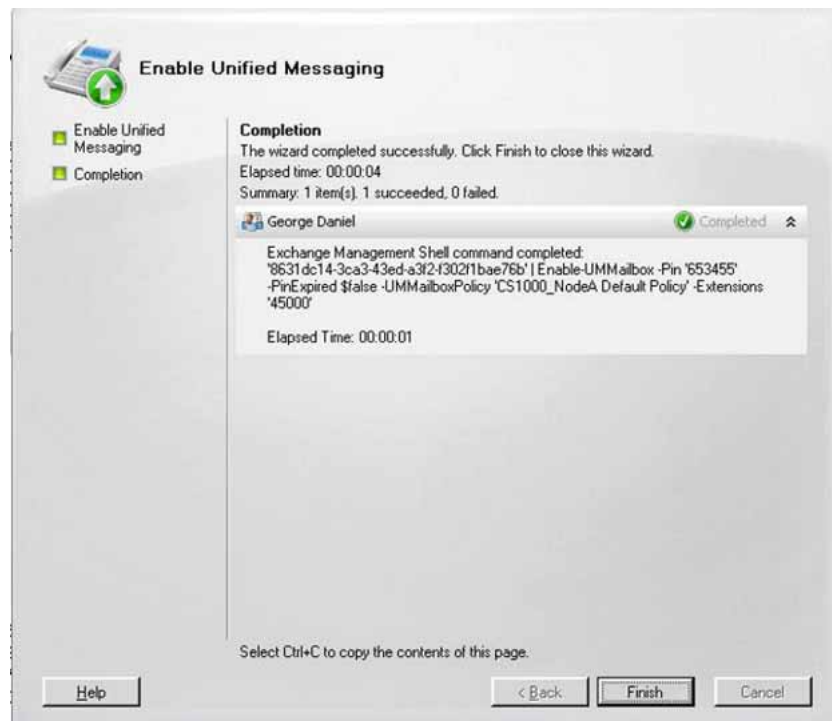 Enable Unified Messaging
Enable Unified
Messaging
Completion
Completion
The wizard completed successfully. Click Finish to close this wizard.
Elapsed time: 00:00:04
Summary: 1 item(s). 1 succeeded, 0 failed.
George Daniel
Completed
Exchange Management Shell command completed:
'8631dc14-3ca3-43ed-a3f2-f302f1bae76b' | Enable-UMMailbox -Pin '653455'
-PinExpired $false -UMMailboxPolicy 'CS1000_NodeA Default Policy' -Extensions
'45000'
Elapsed Time: 00:00:01
Select Ctrl+C to copy the contents of this page.
Help
< Back
Finish
Cancel